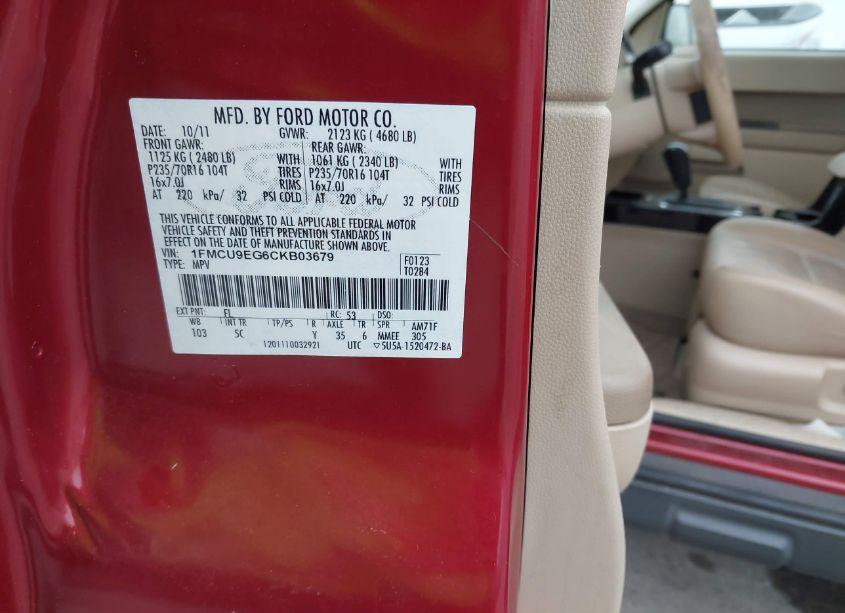 MFD. BY FORD MOTOR CO.
DATE: 10/11 GVWR: 2123 KG ( 4680 LB)
FRONT GAWR: REAR GAWR:
1125 KG ( 2480 LB) WITH 1061 KG ( 2340 LB) WITH
P235/70R16 104T TIRES P235/70R16 104T TIRES
16x7.0J RIMS 16x7.0J RIMS
AT 220 kPa/ 32 PSI COLD AT 220 kPa/ 32 PSI COLD
THIS VEHICLE CONFORMS TO ALL APPLICABLE FEDERAL MOTOR
VEHICLE SAFETY AND THEFT PREVENTION STANDARDS IN
EFFECT ON THE DATE OF MANUFACTURE SHOWN ABOVE.
VIN: 1FMCU9EG6CKB03679 F0123
TYPE: MPV T0284
EXT PNT: EL RC: 53 DSO:
WB INT TR TP/PS R AXLE TR SPR AM71F
103 5C Y 35 6 MMEE 305
1201110032921 UTC ▽5U5A-1520472-BA